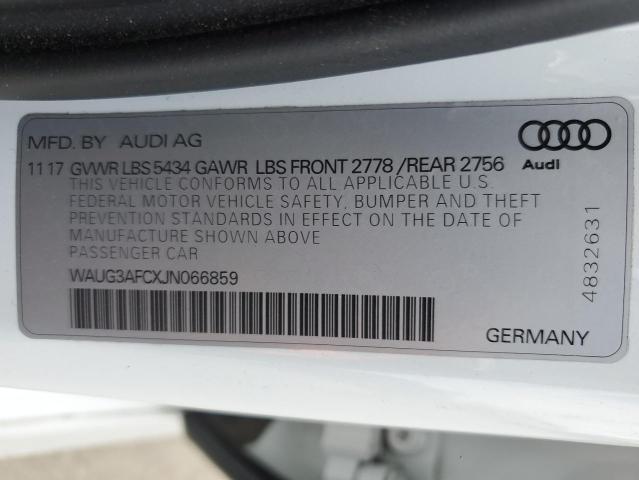 MFD. BY AUDI AG
11 17 GVWR LBS 5434 GAWR LBS FRONT 2778 /REAR 2756
Audi
THIS VEHICLE CONFORMS TO ALL APPLICABLE U.S.
FEDERAL MOTOR VEHICLE SAFETY, BUMPER AND THEFT
PREVENTION STANDARDS IN EFFECT ON THE DATE OF
MANUFACTURE SHOWN ABOVE
PASSENGER CAR
WAUG3AFCXJN066859
4832631
GERMANY